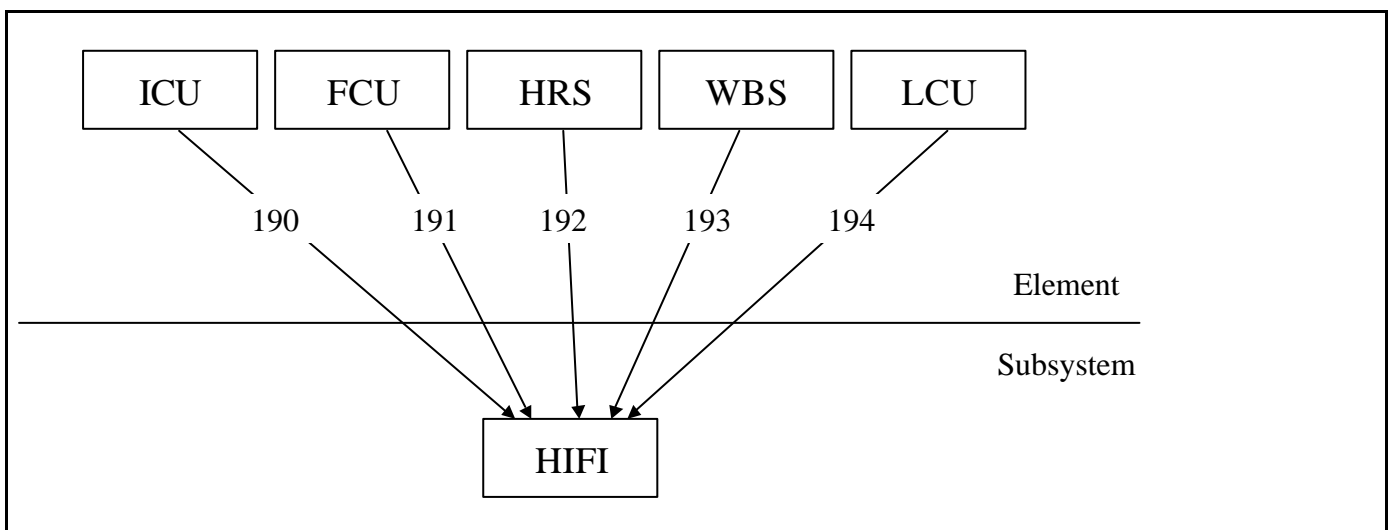 ICU FCU HRS WBS LCU
190 191 192 193 194
Element
Subsystem
HIFI